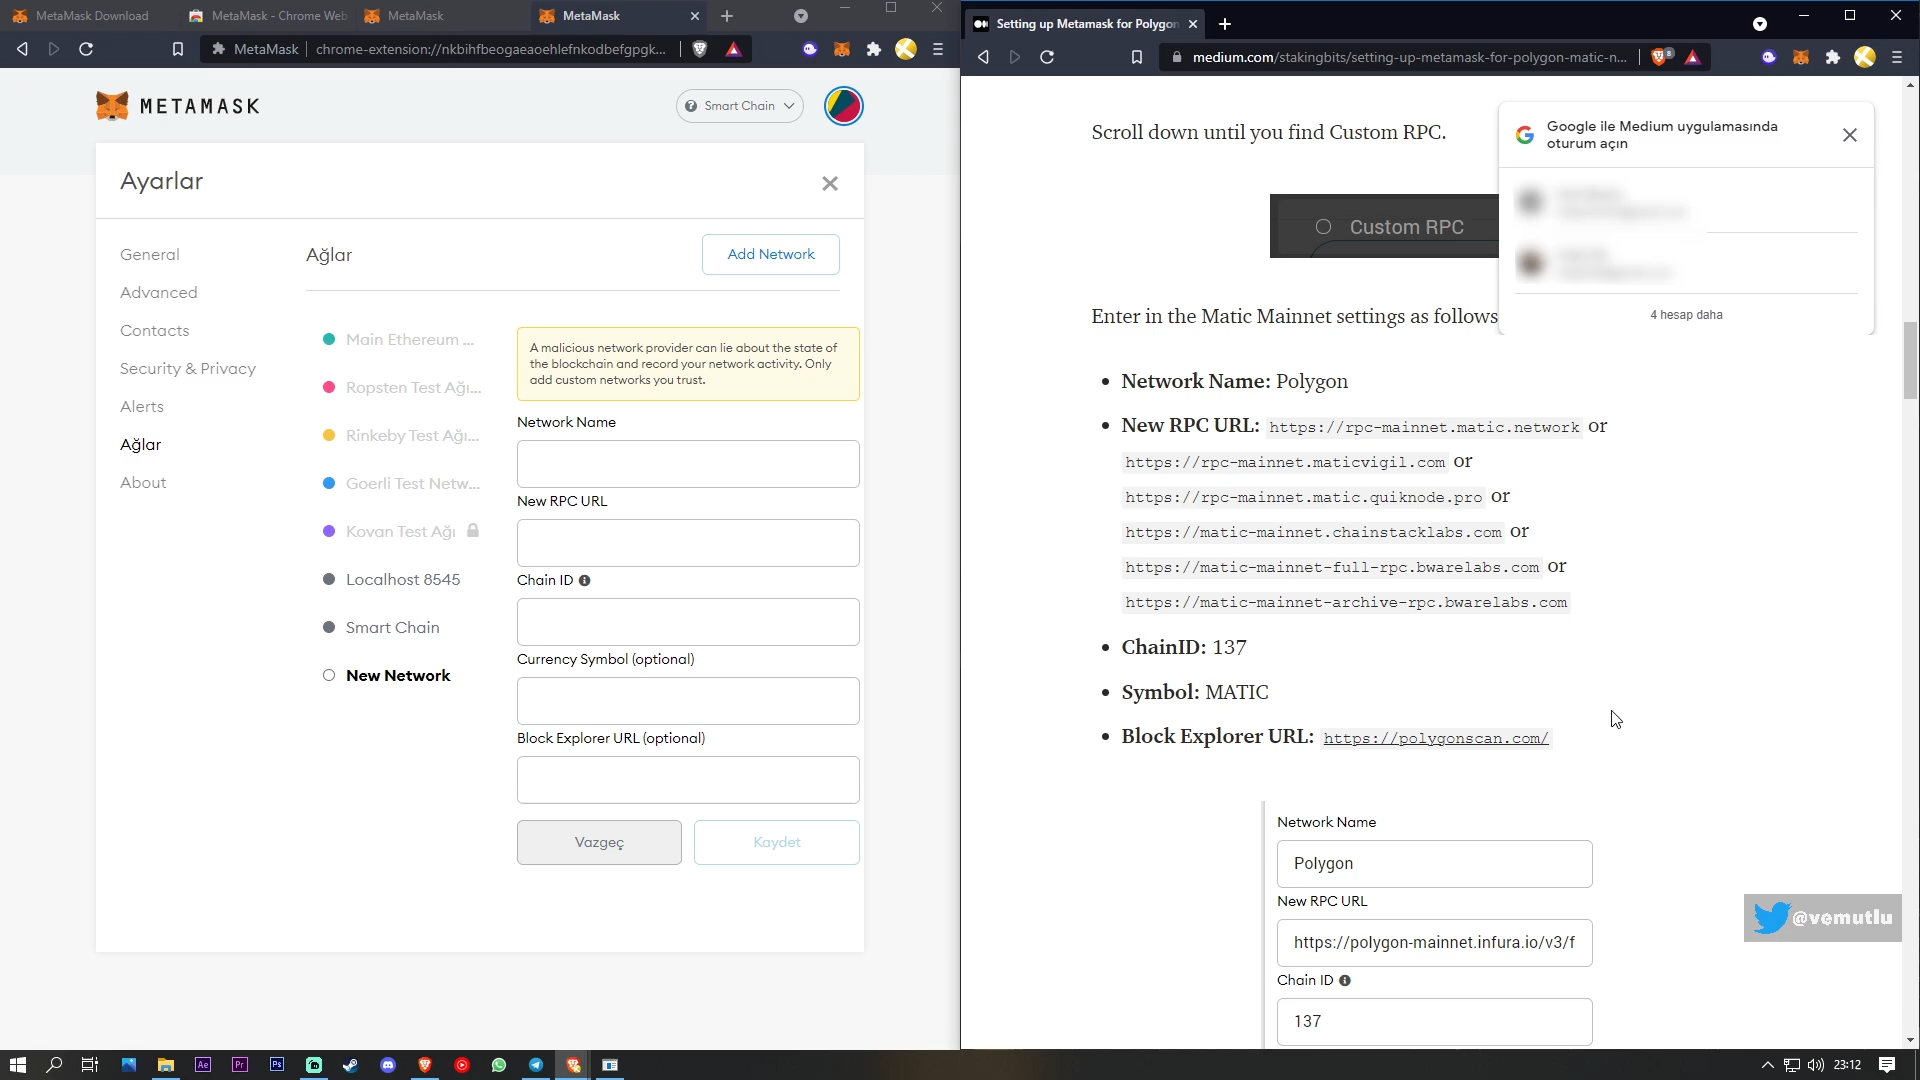 MetaMask Download
MetaMask - Chrome Web
MetaMask
MetaMask
MetaMask
chrome-extension://nkbihfbeogaeaoehlefnkodbefgpgk...
METAMASK
Smart Chain
Ayarlar
General
Advanced
Contacts
Security & Privacy
Alerts
Ağlar
About
Ağlar
Add Network
Main Ethereum ...
Ropsten Test Ağı...
Rinkeby Test Ağı...
Goerli Test Netw...
Kovan Test Ağı
Localhost 8545
Smart Chain
New Network
A malicious network provider can lie about the state of
the blockchain and record your network activity. Only
add custom networks you trust.
Network Name
New RPC URL
Chain ID
Currency Symbol (optional)
Block Explorer URL (optional)
Vazgeç
Kaydet
Setting up Metamask for Polygon
medium.com/stakingbits/setting-up-metamask-for-polygon-matic-n...
8
Scroll down until you find Custom RPC.
Custom RPC
Google ile Medium uygulamasında
oturum açın
4 hesap daha
Enter in the Matic Mainnet settings as follows
• Network Name: Polygon
• New RPC URL: https://rpc-mainnet.matic.network or
https://rpc-mainnet.maticvigil.com or
https://rpc-mainnet.matic.quiknode.pro or
https://matic-mainnet.chainstacklabs.com or
https://matic-mainnet-full-rpc.bwarelabs.com or
https://matic-mainnet-archive-rpc.bwarelabs.com
• ChainID: 137
• Symbol: MATIC
• Block Explorer URL: https://polygonscan.com/
Network Name
Polygon
New RPC URL
https://polygon-mainnet.infura.io/v3/f
Chain ID
137
@vemutlu
Ae
Pr
Ps
23:12